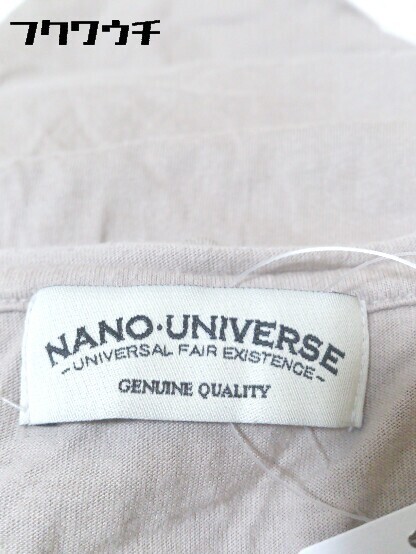 フクワウチ
NANO·UNIVERSE
~UNIVERSAL FAIR EXISTENCE~
GENUINE QUALITY